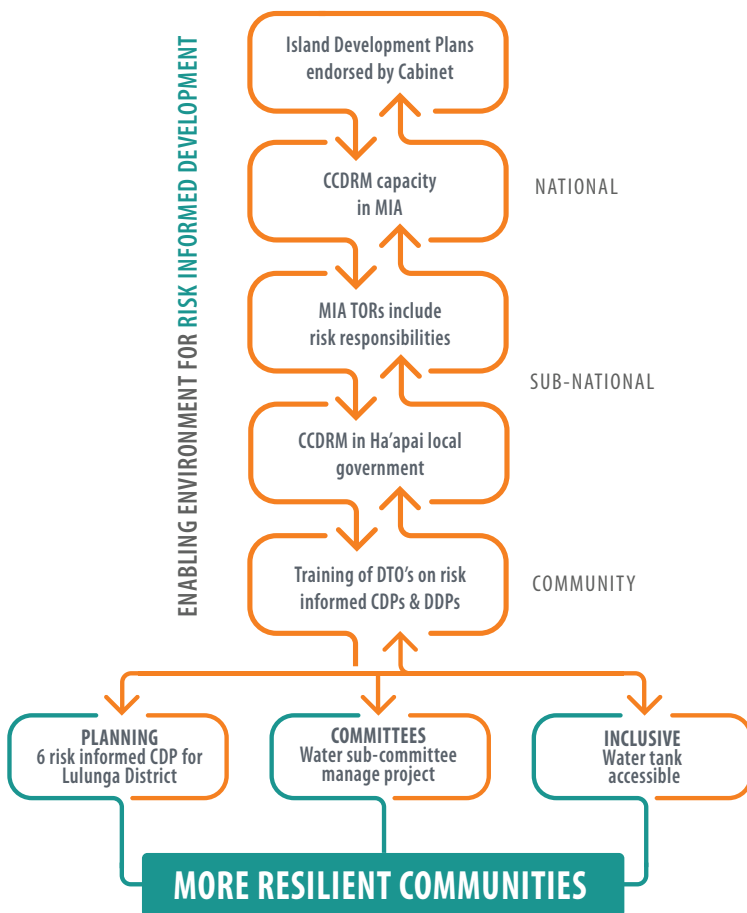 ENABLING ENVIRONMENT FOR RISK INFORMED DEVELOPMENT
Island Development Plans
endorsed by Cabinet
CCDRM capacity
in MIA
NATIONAL
MIA TORs include
risk responsibilities
SUB-NATIONAL
CCDRM in Ha'apai local
government
Training of DTO's on risk
informed CDPs & DDPs
COMMUNITY
PLANNING
6 risk informed CDP for
Lulunga District
COMMITTEES
Water sub-committee
manage project
INCLUSIVE
Water tank
accessible
MORE RESILIENT COMMUNITIES